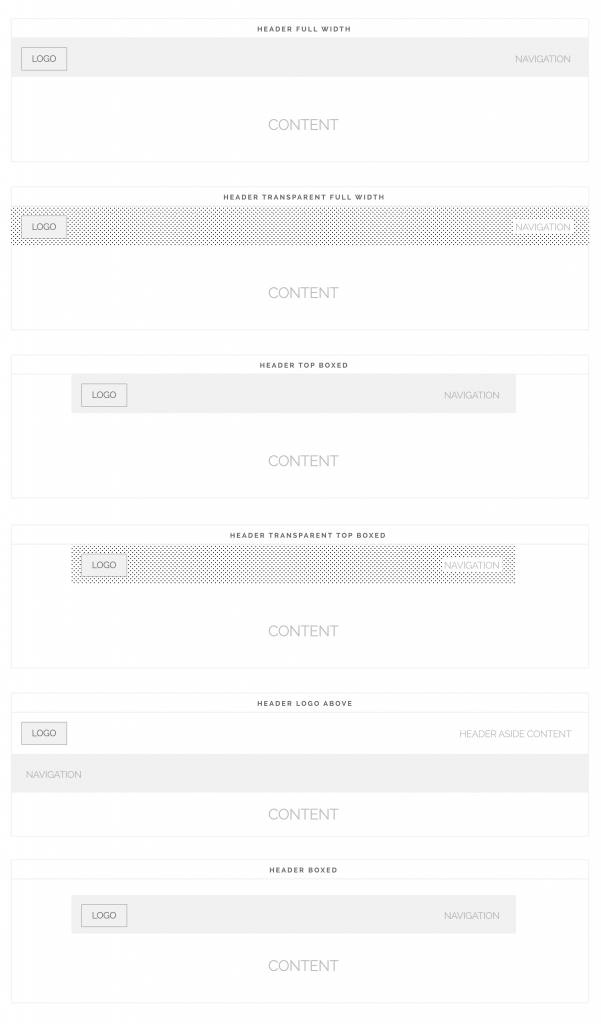 HEADER FULL WIDTH
LOGO NAVIGATION
CONTENT
HEADER TRANSPARENT FULL WIDTH
LOGO NAVIGATION
CONTENT
HEADER TOP BOXED
LOGO NAVIGATION
CONTENT
HEADER TRANSPARENT TOP BOXED
LOGO NAVIGATION
CONTENT
HEADER LOGO ABOVE
LOGO HEADER ASIDE CONTENT
NAVIGATION
CONTENT
HEADER BOXED
LOGO NAVIGATION
CONTENT